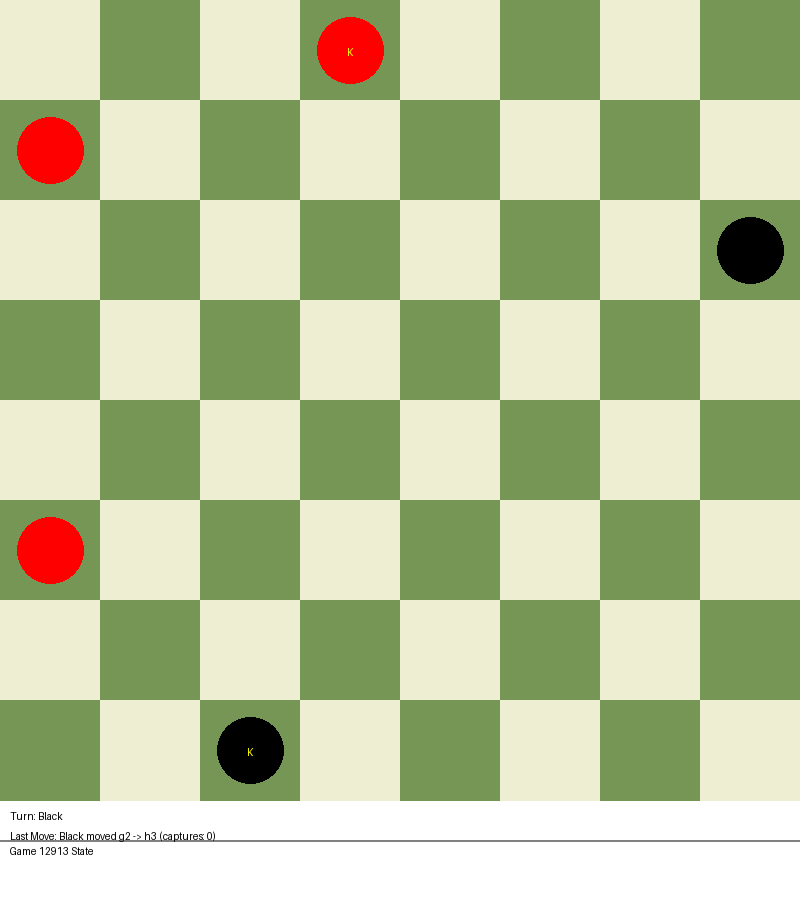 K
K
Turn: Black
Last Move: Black moved g2 -> h3 (captures: 0)
Game 12913 State